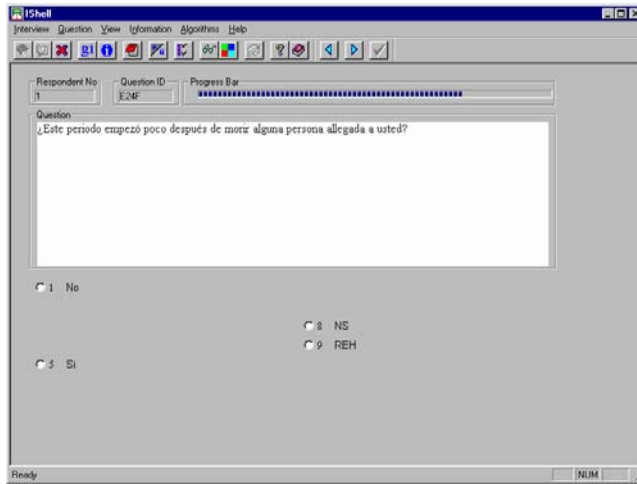 IShell
Interview Question View Information Algorithms Help
g1
Respondent No Question ID Progress Bar
1 E24F
Question
¿Este periodo empezó poco después de morir alguna persona allegada a usted?
1 No
8 NS
9 REH
5 Si
Ready NUM